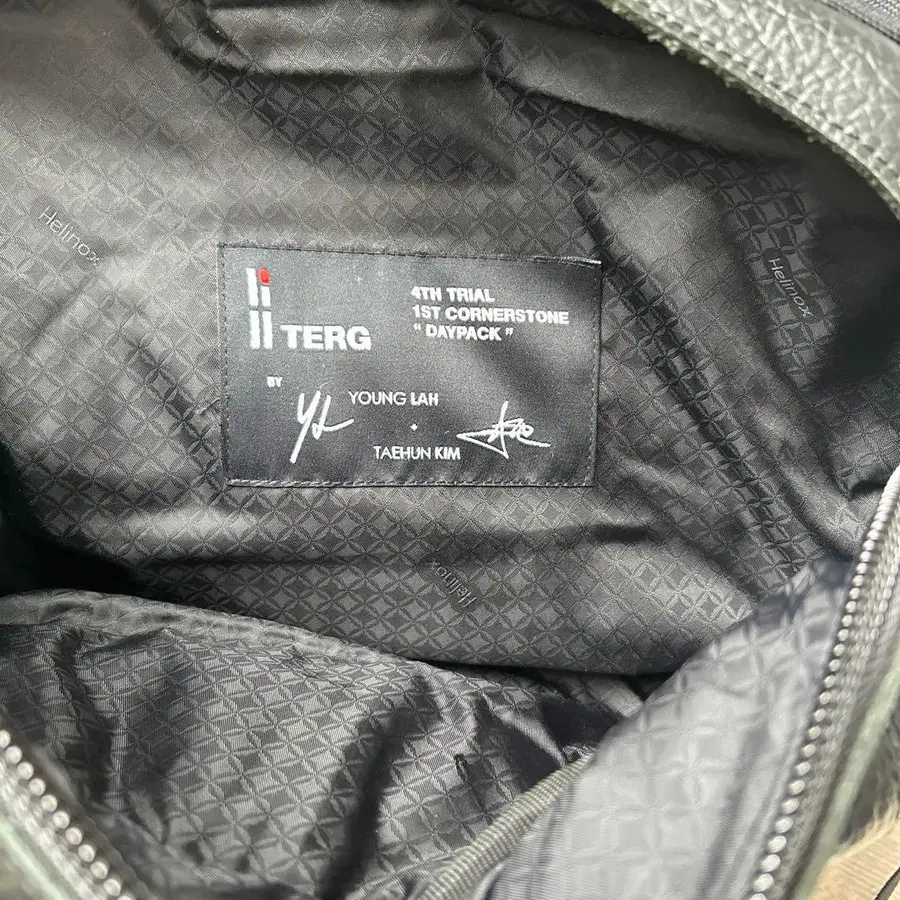 Helinox
Helinox
TERG
4TH TRIAL
1ST CORNERSTONE
“ DAYPACK ”
BY
YOUNG LAH
TAEHUN KIM
Helinox